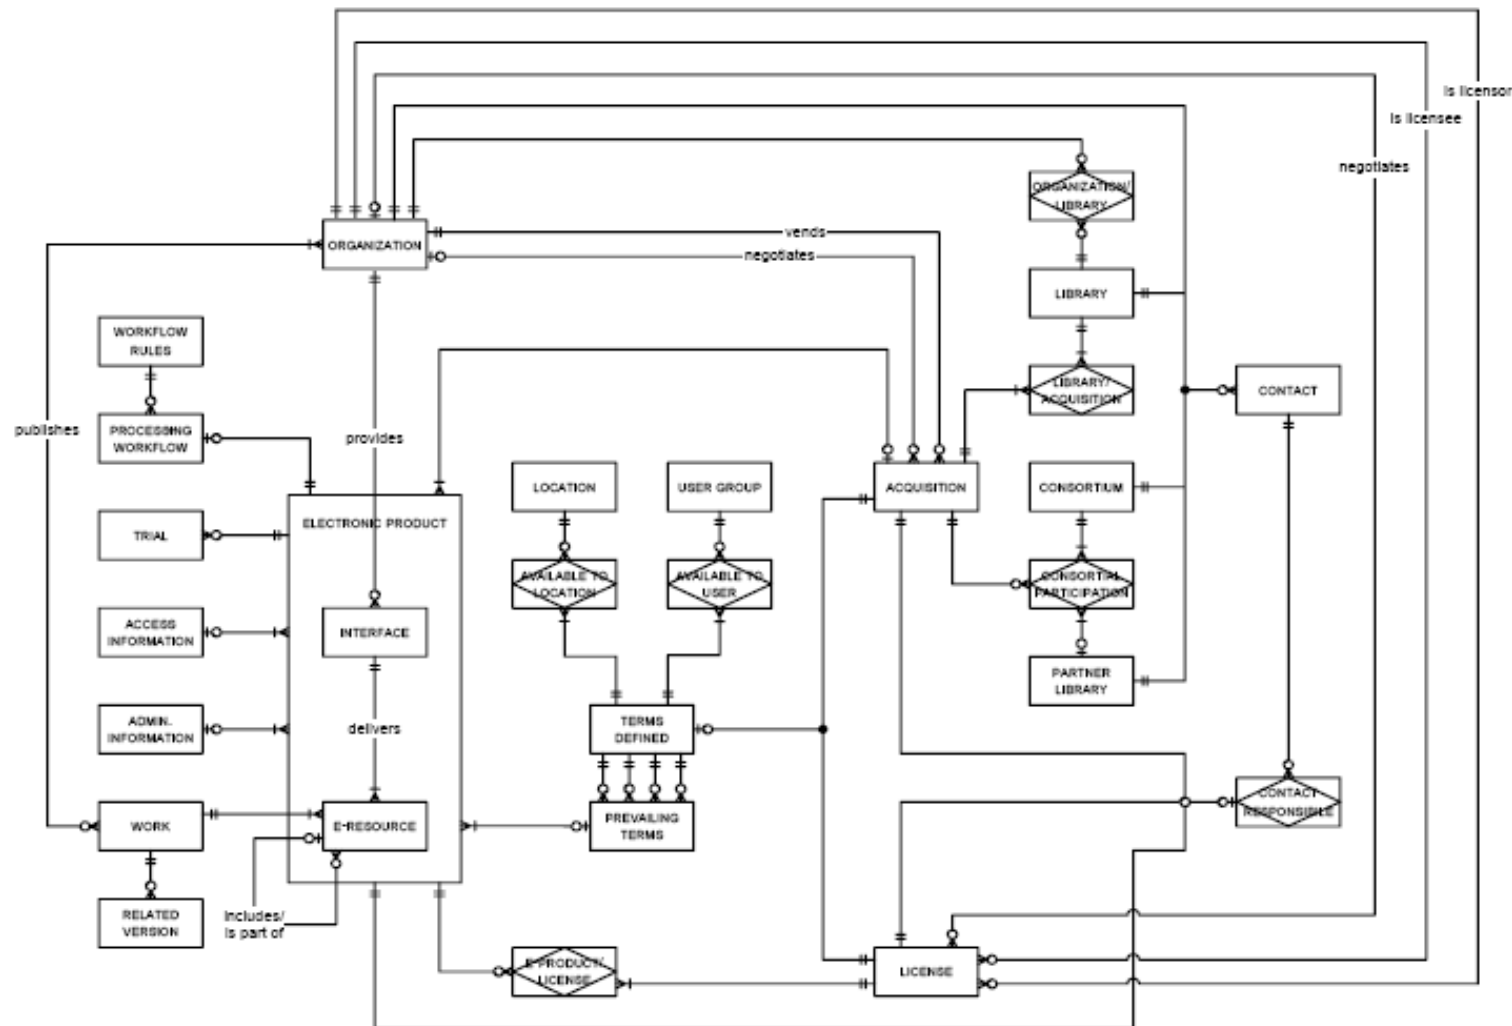 is licensor
is licensee
negotiates
ORGANIZATION/
LIBRARY
ORGANIZATION
vends
negotiates
LIBRARY
WORKFLOW
RULES
LIBRARY/
ACQUISITION
CONTACT
publishes
PROCESSING
WORKFLOW
provides
LOCATION
USER GROUP
ACQUISITION
CONSORTIUM
ELECTRONIC PRODUCT
TRIAL
AVAILABLE TO
LOCATION
AVAILABLE TO
USER
CONSORTIAL
PARTICIPATION
ACCESS
INFORMATION
INTERFACE
PARTNER
LIBRARY
ADMIN.
INFORMATION
delivers
TERMS
DEFINED
CONTACT
RESPONSIBLE
WORK
E-RESOURCE
PREVAILING
TERMS
RELATED
VERSION
includes/
is part of
E-PRODUCT/
LICENSE
LICENSE